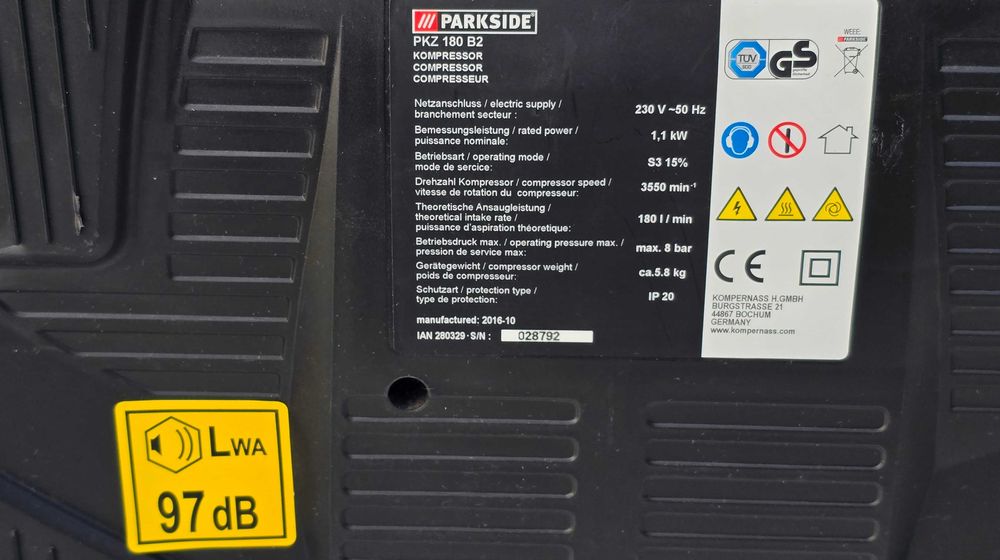 PARKSIDE®
PKZ 180 B2
KOMPRESSOR
COMPRESSOR
COMPRESSEUR
Netzanschluss / electric supply /
branchement secteur :
230 V ~50 Hz
Bemessungsleistung / rated power /
puissance nominale:
1,1 kW
Betriebsart / operating mode /
mode de sercice:
S3 15%
Drehzahl Kompressor / compressor speed /
vitesse de rotation du compresseur:
3550 min⁻¹
Theoretische Ansaugleistung /
theoretical intake rate /
puissance d'aspiration théoretique:
180 l / min
Betriebsdruck max. / operating pressure max. /
pression de service max:
max. 8 bar
Gerätegewicht / compressor weight /
poids de compresseur:
ca.5.8 kg
Schutzart / protection type /
type de protection:
IP 20
manufactured: 2016-10
IAN 280329 · S/N :
028792
TÜV
SÜD
GS
geprüfte
Sicherheit
WEEE:
PARKSIDE
CE
KOMPERNASS H.GMBH
BURGSTRASSE 21
44867 BOCHUM
GERMANY
www.kompernass.com
LWA
97 dB